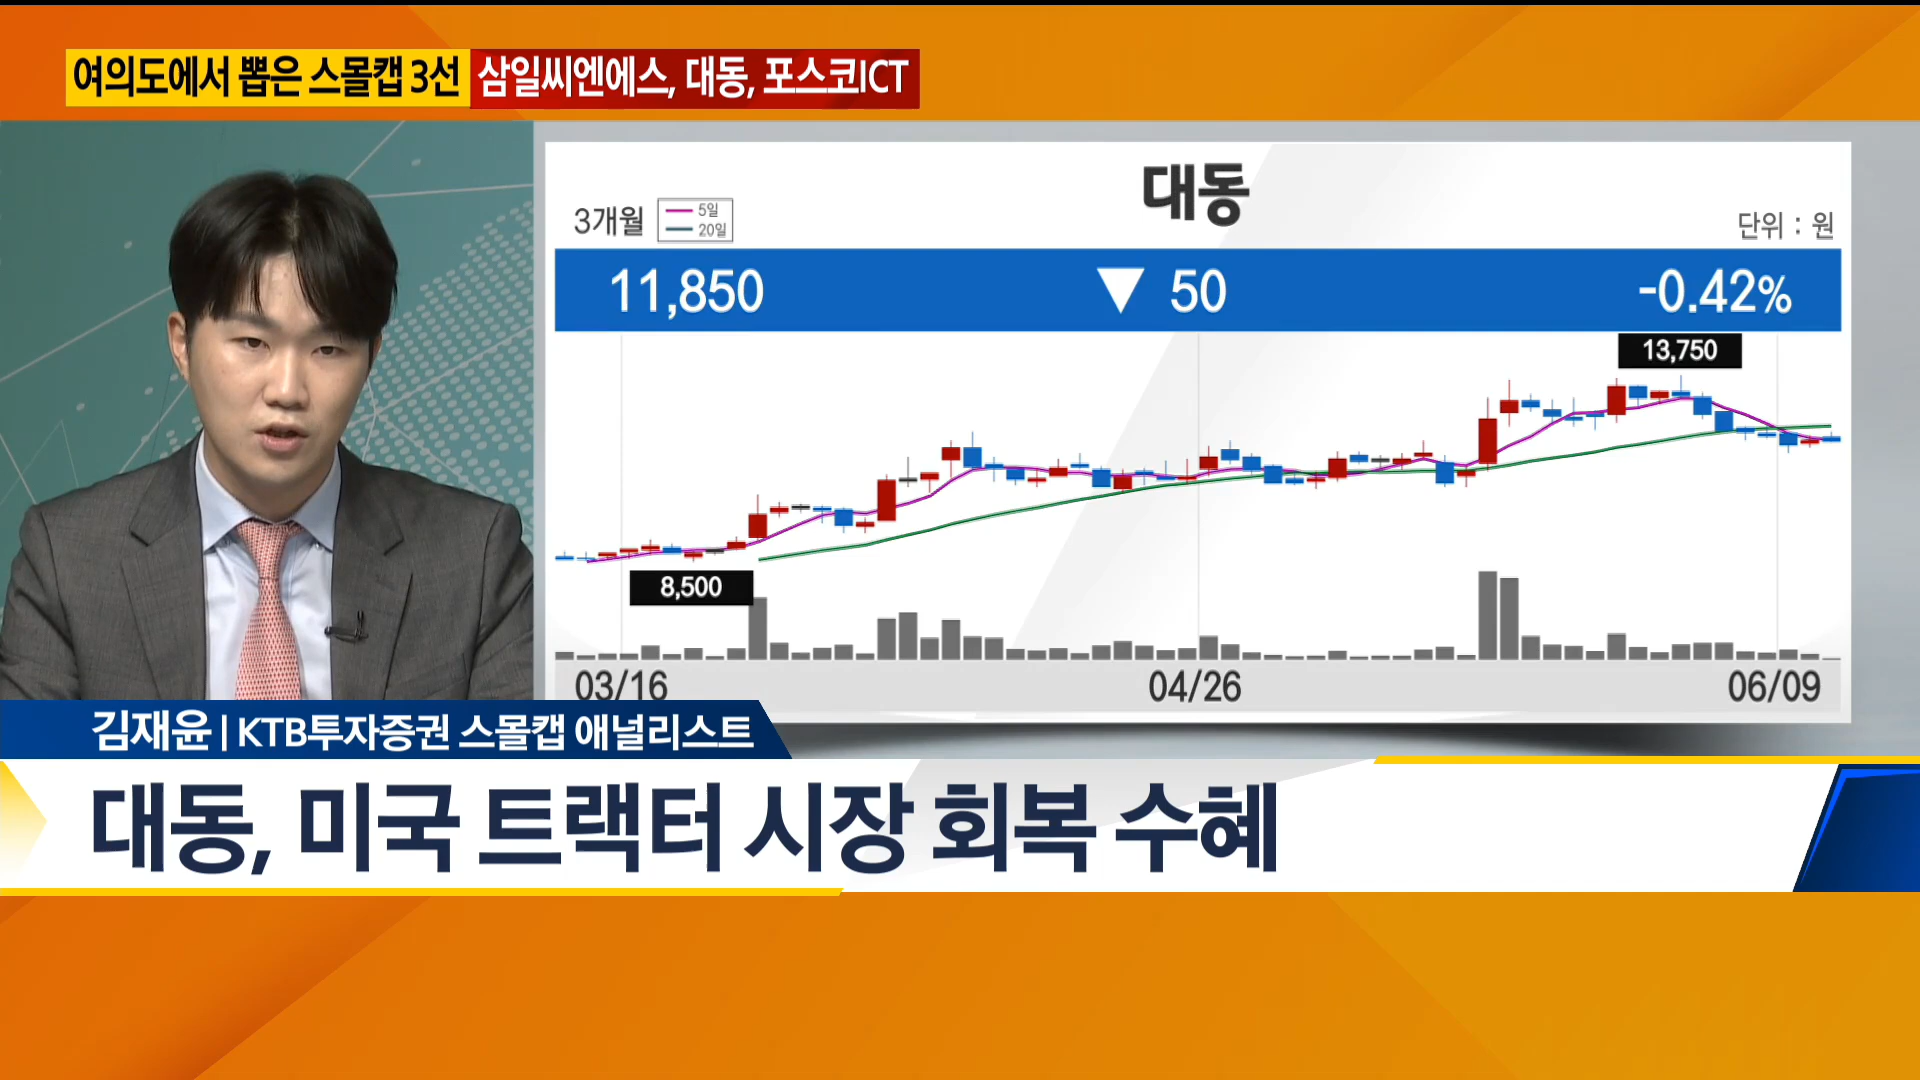 여의도에서 뽑은 스몰캡 3선 삼일씨엔에스, 대동, 포스코ICT
대동
3개월
5일
20일
단위 : 원
11,850 ▼ 50 -0.42%
13,750
8,500
03/16 04/26 06/09
김재윤 | KTB투자증권 스몰캡 애널리스트
대동, 미국 트랙터 시장 회복 수혜